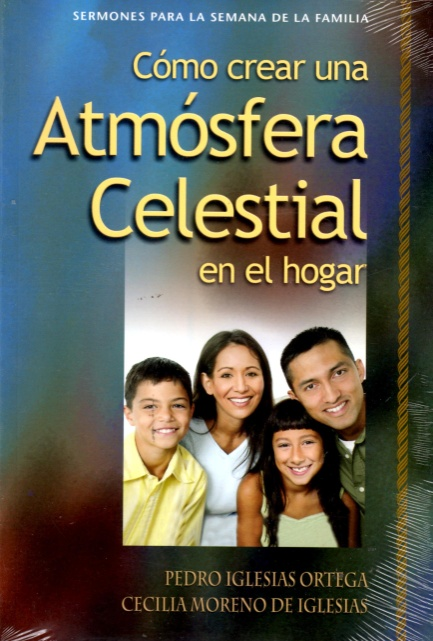 SERMONES PARA LA SEMANA DE LA FAMILIA
Cómo crear una
Atmósfera
Celestial
en el hogar
PEDRO IGLESIAS ORTEGA
CECILIA MORENO DE IGLESIAS